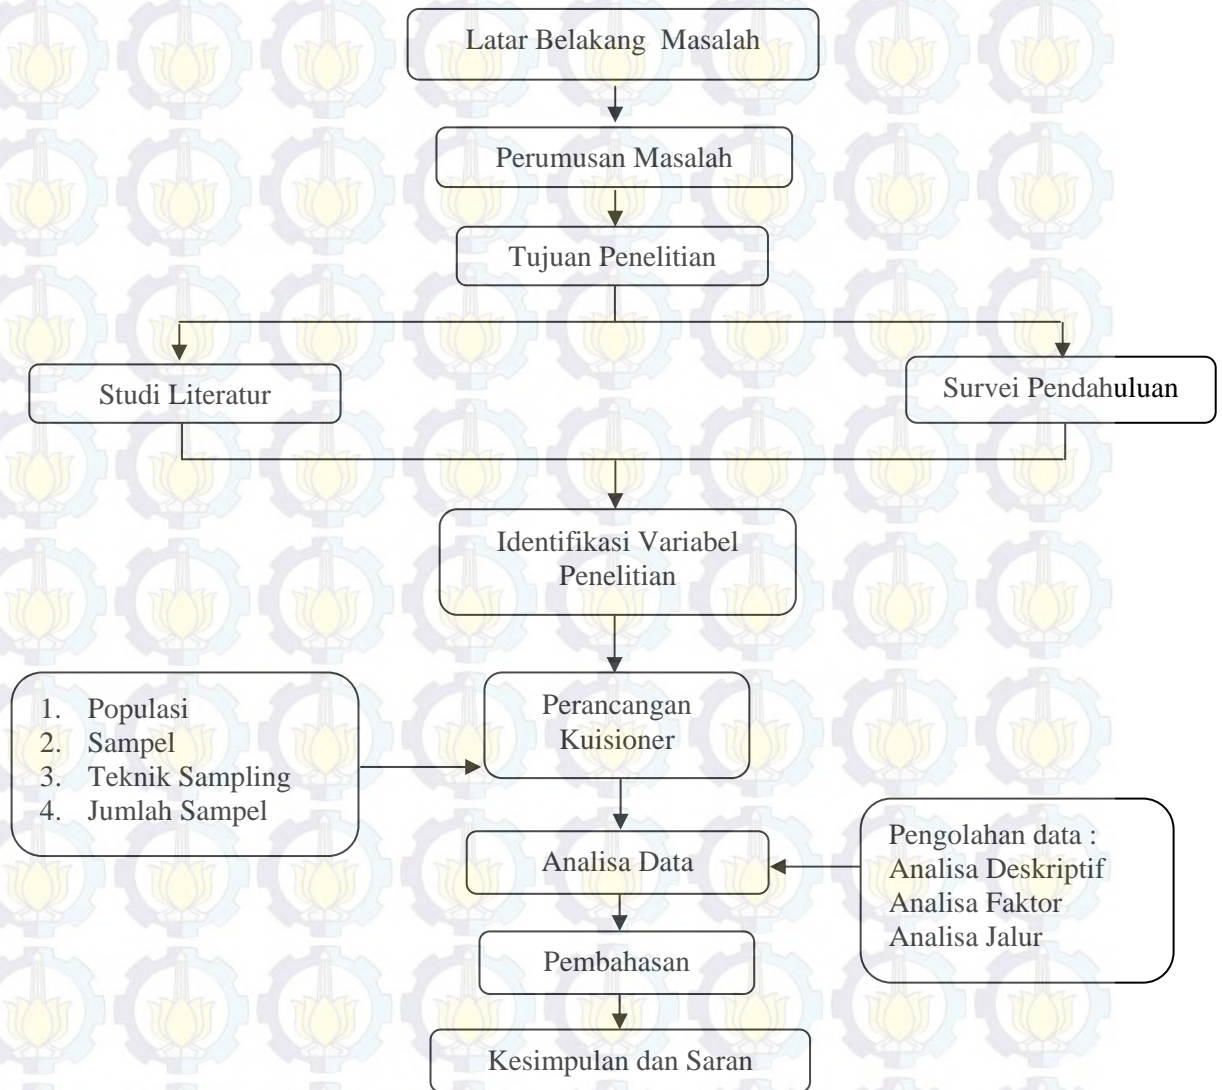 Latar Belakang Masalah
Perumusan Masalah
Tujuan Penelitian
Studi Literatur
Survei Pendahuluan
Identifikasi Variabel
Penelitian
1. Populasi
2. Sampel
3. Teknik Sampling
4. Jumlah Sampel
Perancangan
Kuisioner
Analisa Data
Pengolahan data :
Analisa Deskriptif
Analisa Faktor
Analisa Jalur
Pembahasan
Kesimpulan dan Saran